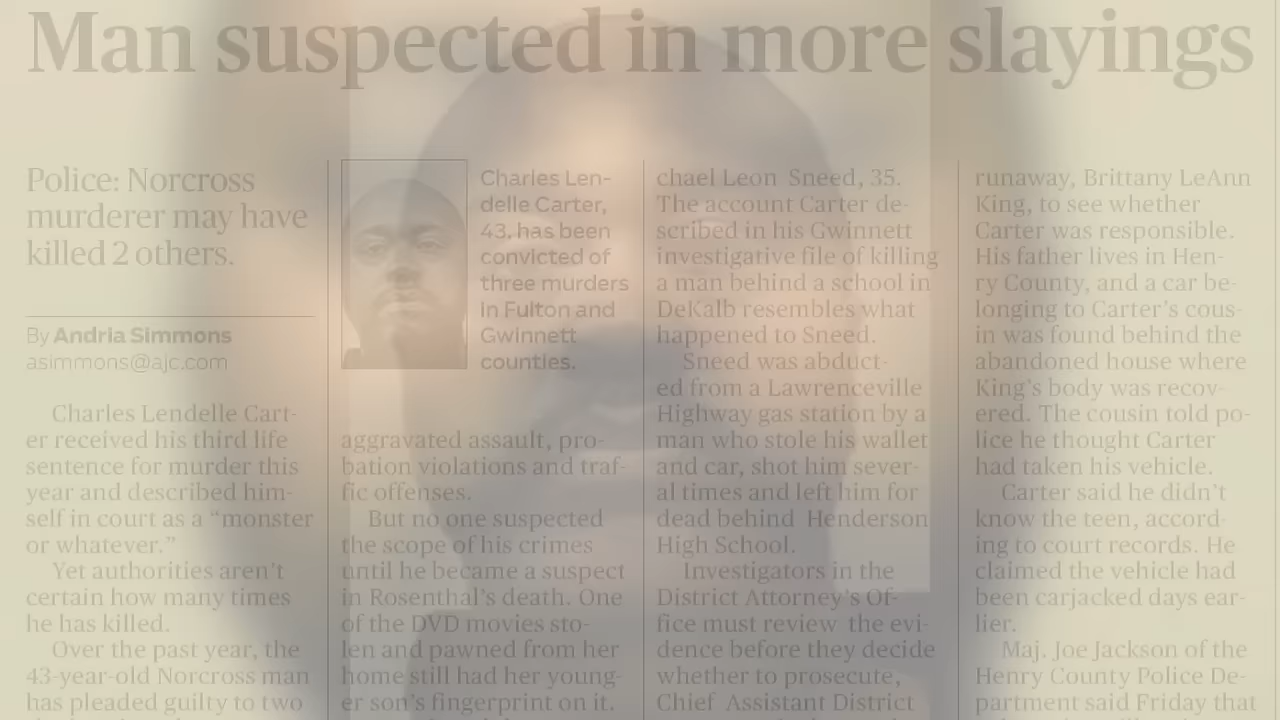 Man suspected in more slayings
Police: Norcross
murderer may have
killed 2 others.
By Andria Simmons
asimmons@ajc.com
Charles Lendelle Cart-
er received his third life
sentence for murder this
year and described him-
self in court as a “monster
or whatever.”
Yet authorities aren’t
certain how many times
he has killed.
Over the past year, the
43-year-old Norcross man
has pleaded guilty to two
Charles Len-
delle Carter,
43, has been
convicted of
three murders
in Fulton and
Gwinnett
counties.
aggravated assault, pro-
bation violations and traf-
fic offenses.
But no one suspected
the scope of his crimes
until he became a suspect
in Rosenthal’s death. One
of the DVD movies sto-
len and pawned from her
home still had her young-
er son’s fingerprint on it.
chael Leon Sneed, 35.
The account Carter de-
scribed in his Gwinnett
investigative file of killing
a man behind a school in
DeKalb resembles what
happened to Sneed.
Sneed was abduct-
ed from a Lawrenceville
Highway gas station by a
man who stole his wallet
and car, shot him sever-
al times and left him for
dead behind Henderson
High School.
Investigators in the
District Attorney’s Of-
fice must review the evi-
dence before they decide
whether to prosecute,
Chief Assistant District
runaway, Brittany LeAnn
King, to see whether
Carter was responsible.
His father lives in Hen-
ry County, and a car be-
longing to Carter’s cous-
in was found behind the
abandoned house where
King’s body was recov-
ered. The cousin told po-
lice he thought Carter
had taken his vehicle.
Carter said he didn’t
know the teen, accord-
ing to court records. He
claimed the vehicle had
been carjacked days ear-
lier.
Maj. Joe Jackson of the
Henry County Police De-
partment said Friday that